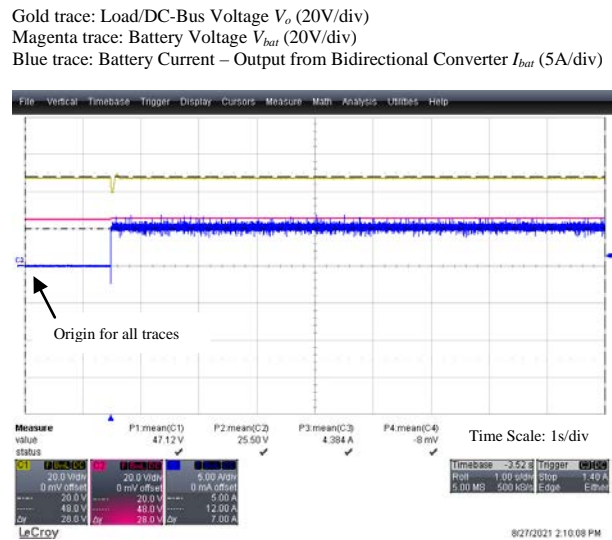 Gold trace: Load/DC-Bus Voltage Vo (20V/div)
Magenta trace: Battery Voltage Vbat (20V/div)
Blue trace: Battery Current – Output from Bidirectional Converter Ibat (5A/div)
File Vertical Timebase Trigger Display Cursors Measure Math Analysis Utilities Help
C2
Origin for all traces
Measure P1:mean(C1) P2:mean(C2) P3:mean(C3) P4:mean(C4)
value 47.12 V 25.50 V 4.384 A -8 mV
status
Time Scale: 1s/div
C1
20.0 V/div 20.0 V/div 5.00 A/div
0 mV offset 0 mV offset 0 mA offset
20.0 V 20.0 V 5.00 A
48.0 V 48.0 V 12.00 A
Δy 28.0 V Δy 28.0 V Δy 7.00 A
Timebase -3.52 s Trigger
Roll 1.00 s/div Stop 1.40 A
5.00 MS 500 kS/s Edge Either
LeCroy 8/27/2021 2:10:08 PM